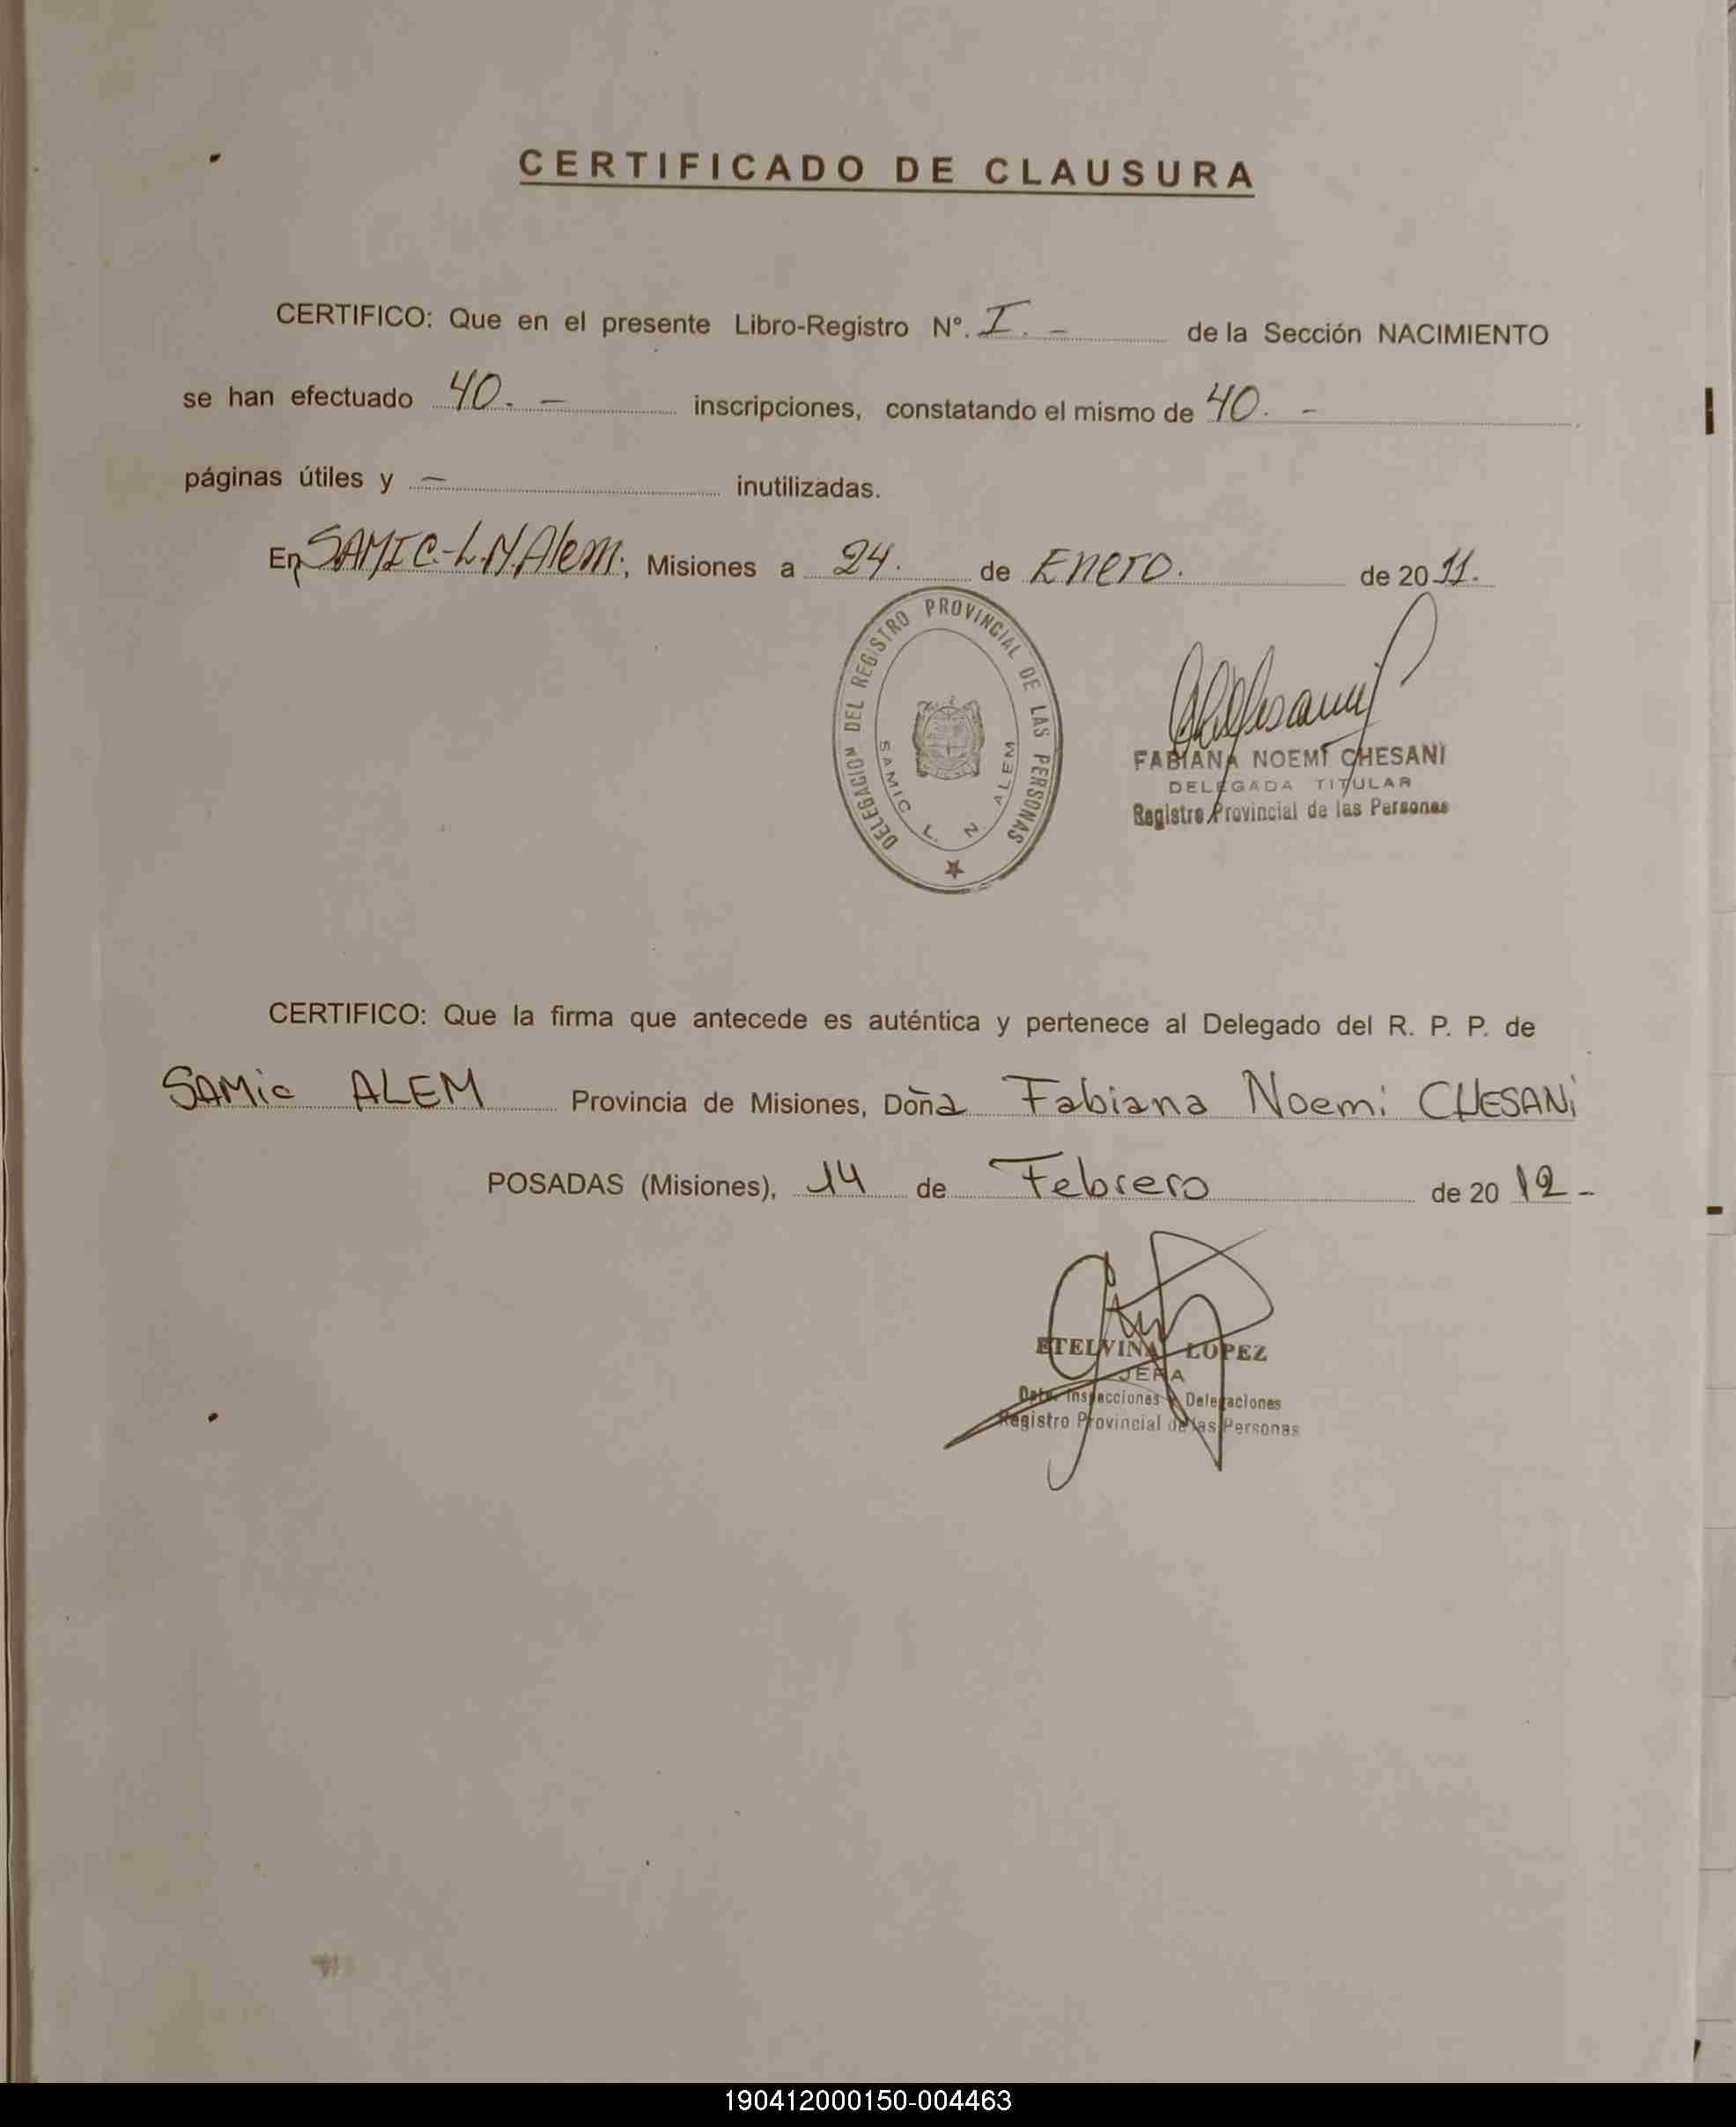 CERTIFICADO DE CLAUSURA
CERTIFICO: Que en el presente Libro-Registro Nº. I. - de la Sección NACIMIENTO
se han efectuado 40. - inscripciones, constatando el mismo de 40. -
páginas útiles y - inutilizadas.
En SAMIC-L.N.Alem; Misiones a 24. de Enero. de 2011.
DELEGACION DEL REGISTRO PROVINCIAL DE LAS PERSONAS
SAMIC L. N. ALEM
FABIANA NOEMI CHESANI
DELEGADA TITULAR
Registro Provincial de las Personas
CERTIFICO: Que la firma que antecede es auténtica y pertenece al Delegado del R. P. P. de
SAMic ALEM Provincia de Misiones, Doña Fabiana Noemi CHESANi
POSADAS (Misiones), 14 de Febrero de 2012-
ETELVINA LOPEZ
JEFA
Dpto. Inspecciones y Delegaciones
Registro Provincial de las Personas
190412000150-004463